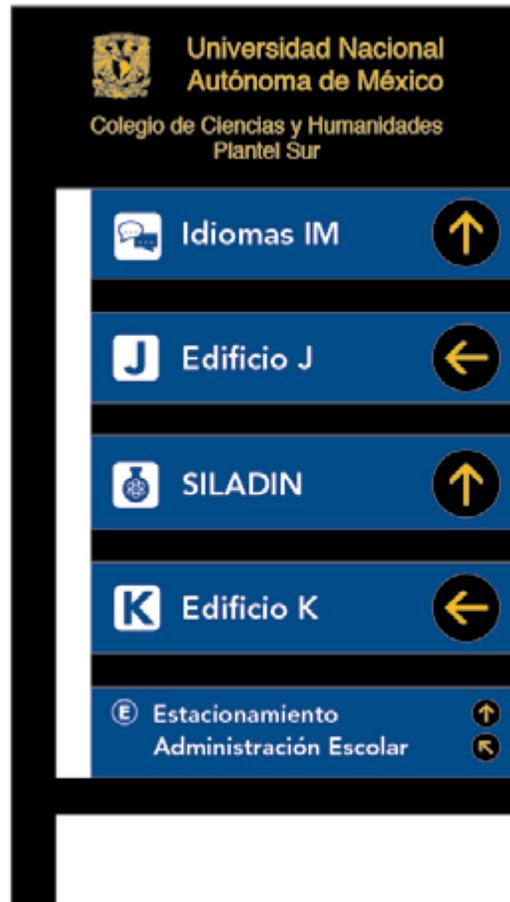 Universidad Nacional
Autónoma de México
Colegio de Ciencias y Humanidades
Plantel Sur
Idiomas IM
J Edificio J
SILADIN
K Edificio K
E Estacionamiento
Administración Escolar